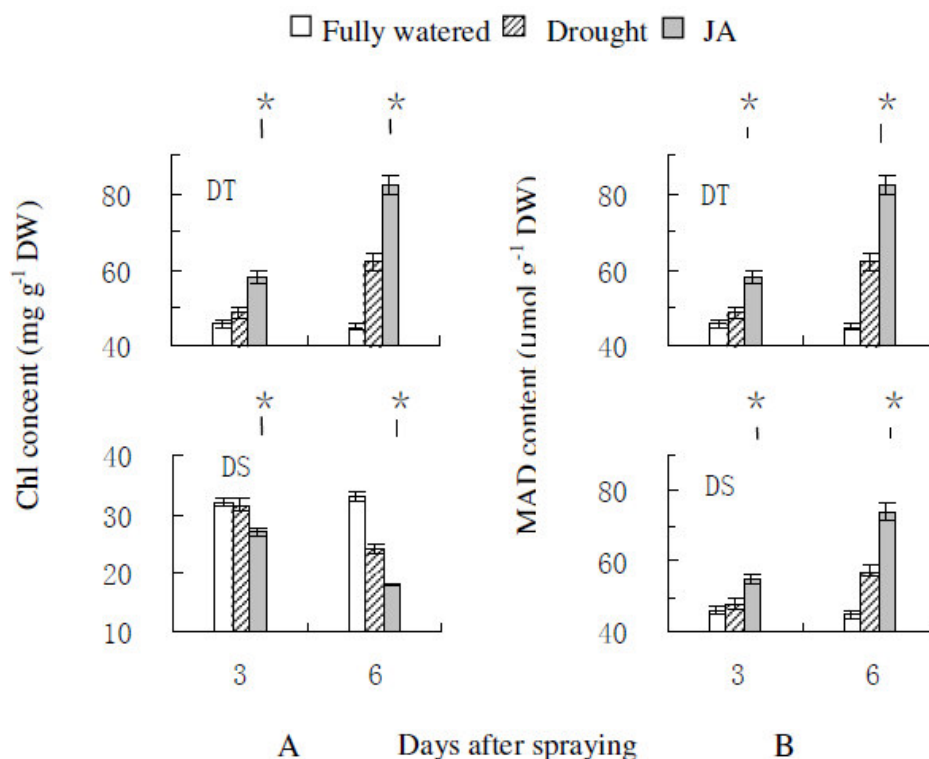 Fully watered Drought JA
* * * *
Chl concent (mg g⁻¹ DW)
80
60
40
DT
* *
40
30
20
10
DS
3 6
A
MAD content (μmol g⁻¹ DW)
80
60
40
DT
* *
80
60
40
DS
3 6
B
Days after spraying